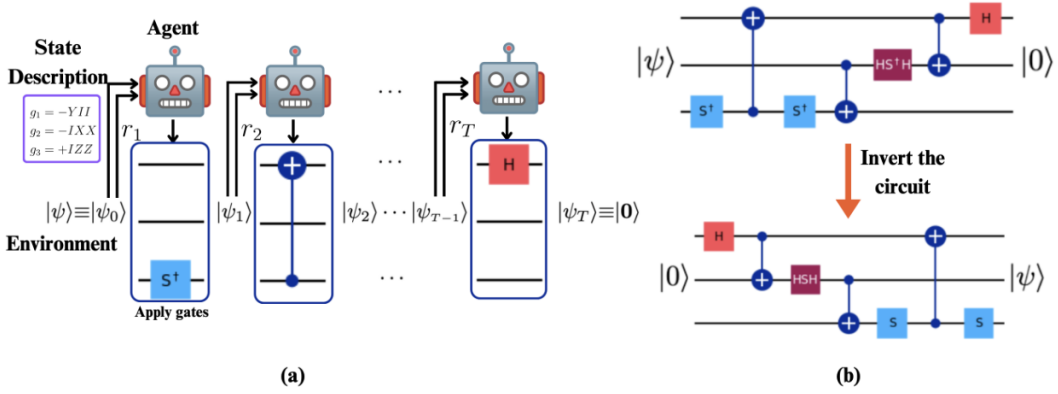 Agent
State
Description
g₁ = −YII
g₂ = −IXX
g₃ = +IZZ
r₁
r₂
...
r_T
|ψ⟩≡|ψ₀⟩
|ψ₁⟩
|ψ₂⟩ ··· |ψ_{T−1}⟩
|ψ_T⟩≡|0⟩
Environment
S†
H
...
...
Apply gates
(a)
H
|ψ⟩
HS†H
|0⟩
S†
S†
Invert the
circuit
H
|0⟩
HSH
|ψ⟩
S
S
(b)